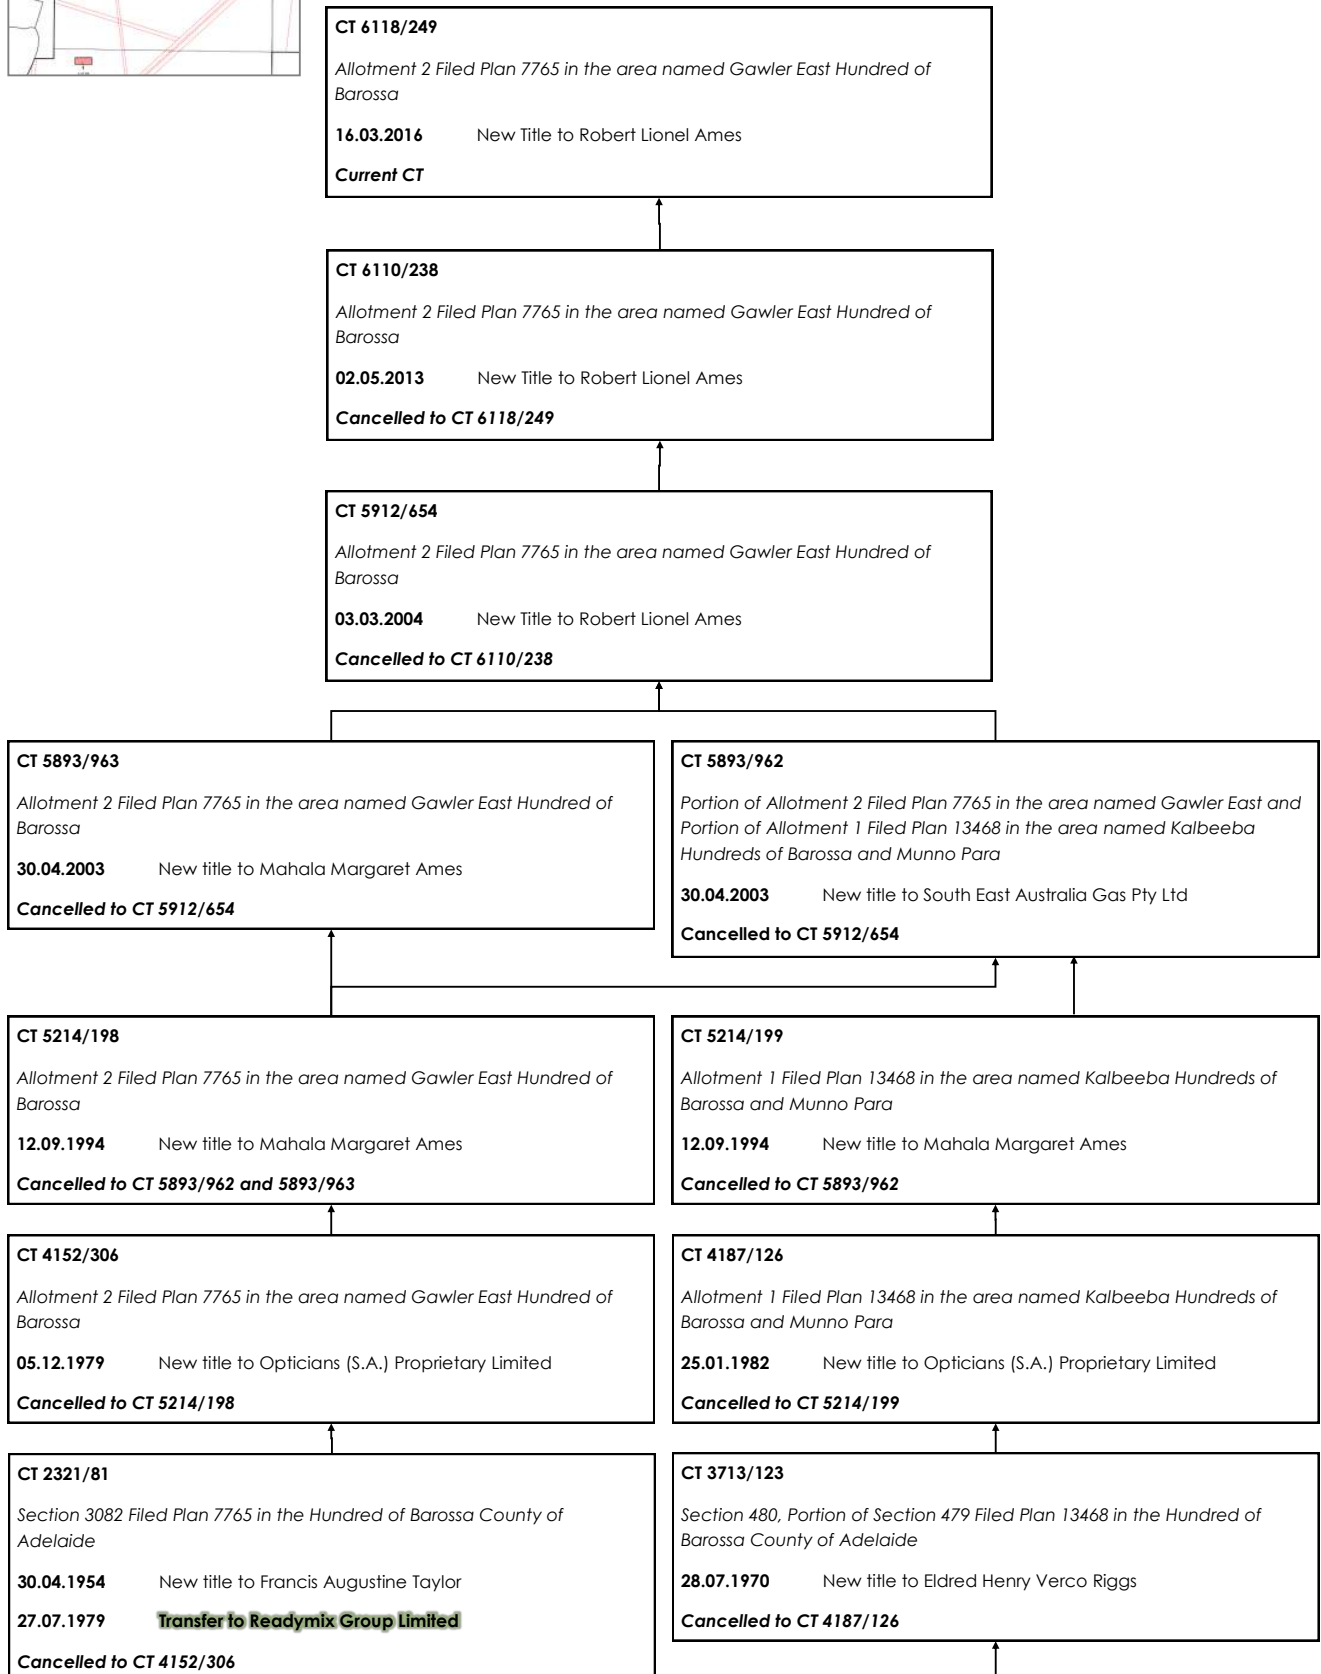 CT 6118/249
Allotment 2 Filed Plan 7765 in the area named Gawler East Hundred of
Barossa
16.03.2016 New Title to Robert Lionel Ames
Current CT
CT 6110/238
Allotment 2 Filed Plan 7765 in the area named Gawler East Hundred of
Barossa
02.05.2013 New Title to Robert Lionel Ames
Cancelled to CT 6118/249
CT 5912/654
Allotment 2 Filed Plan 7765 in the area named Gawler East Hundred of
Barossa
03.03.2004 New Title to Robert Lionel Ames
Cancelled to CT 6110/238
CT 5893/963
Allotment 2 Filed Plan 7765 in the area named Gawler East Hundred of
Barossa
30.04.2003 New title to Mahala Margaret Ames
Cancelled to CT 5912/654
CT 5893/962
Portion of Allotment 2 Filed Plan 7765 in the area named Gawler East and
Portion of Allotment 1 Filed Plan 13468 in the area named Kalbeeba
Hundreds of Barossa and Munno Para
30.04.2003 New title to South East Australia Gas Pty Ltd
Cancelled to CT 5912/654
CT 5214/198
Allotment 2 Filed Plan 7765 in the area named Gawler East Hundred of
Barossa
12.09.1994 New title to Mahala Margaret Ames
Cancelled to CT 5893/962 and 5893/963
CT 5214/199
Allotment 1 Filed Plan 13468 in the area named Kalbeeba Hundreds of
Barossa and Munno Para
12.09.1994 New title to Mahala Margaret Ames
Cancelled to CT 5893/962
CT 4152/306
Allotment 2 Filed Plan 7765 in the area named Gawler East Hundred of
Barossa
05.12.1979 New title to Opticians (S.A.) Proprietary Limited
Cancelled to CT 5214/198
CT 4187/126
Allotment 1 Filed Plan 13468 in the area named Kalbeeba Hundreds of
Barossa and Munno Para
25.01.1982 New title to Opticians (S.A.) Proprietary Limited
Cancelled to CT 5214/199
CT 2321/81
Section 3082 Filed Plan 7765 in the Hundred of Barossa County of
Adelaide
30.04.1954 New title to Francis Augustine Taylor
27.07.1979 Transfer to Readymix Group Limited
Cancelled to CT 4152/306
CT 3713/123
Section 480, Portion of Section 479 Filed Plan 13468 in the Hundred of
Barossa County of Adelaide
28.07.1970 New title to Eldred Henry Verco Riggs
Cancelled to CT 4187/126